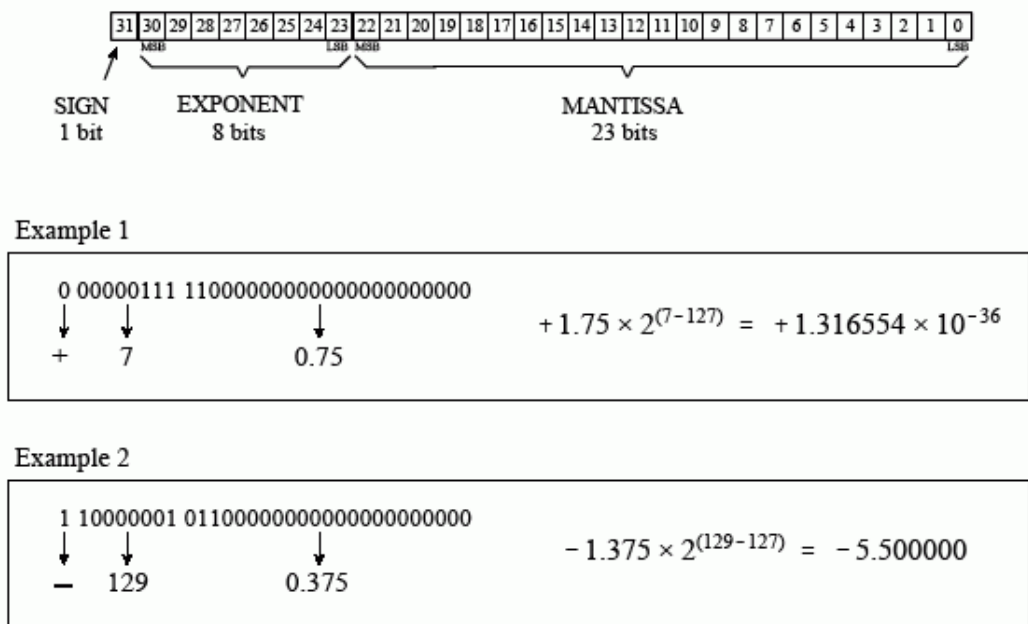 31 30 29 28 27 26 25 24 23 22 21 20 19 18 17 16 15 14 13 12 11 10 9 8 7 6 5 4 3 2 1 0
MSB LSB MSB LSB
SIGN EXPONENT MANTISSA
1 bit 8 bits 23 bits
Example 1
0 00000111 11000000000000000000000
+ 7 0.75
+1.75 × 2^(7−127) = +1.316554 × 10^−36
Example 2
1 10000001 01100000000000000000000
− 129 0.375
−1.375 × 2^(129−127) = −5.500000